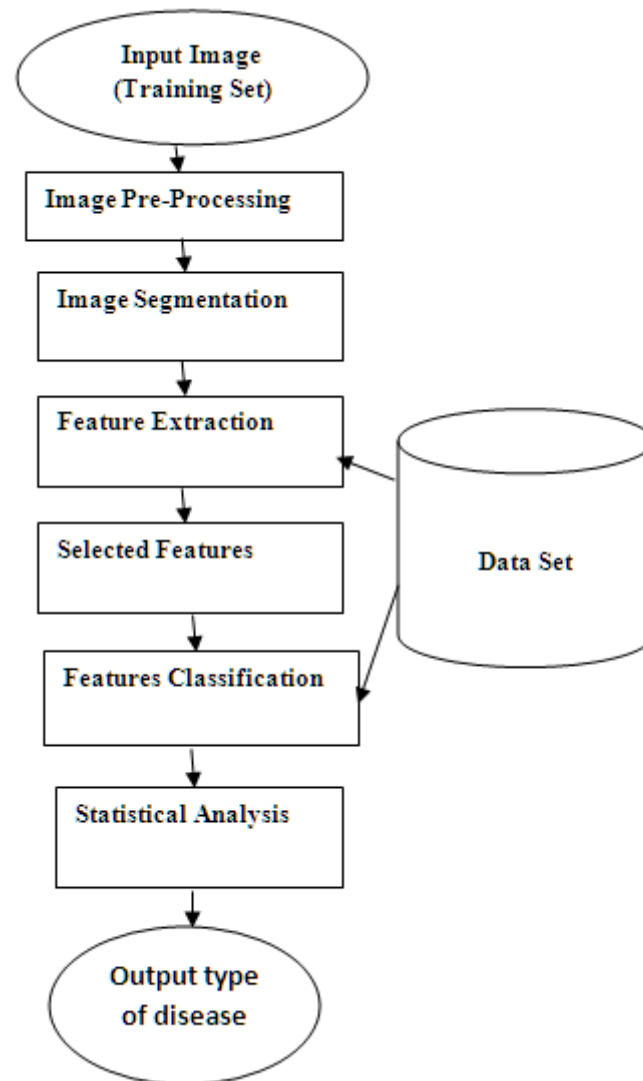 Input Image
(Training Set)
Image Pre-Processing
Image Segmentation
Feature Extraction
Selected Features
Data Set
Features Classification
Statistical Analysis
Output type
of disease